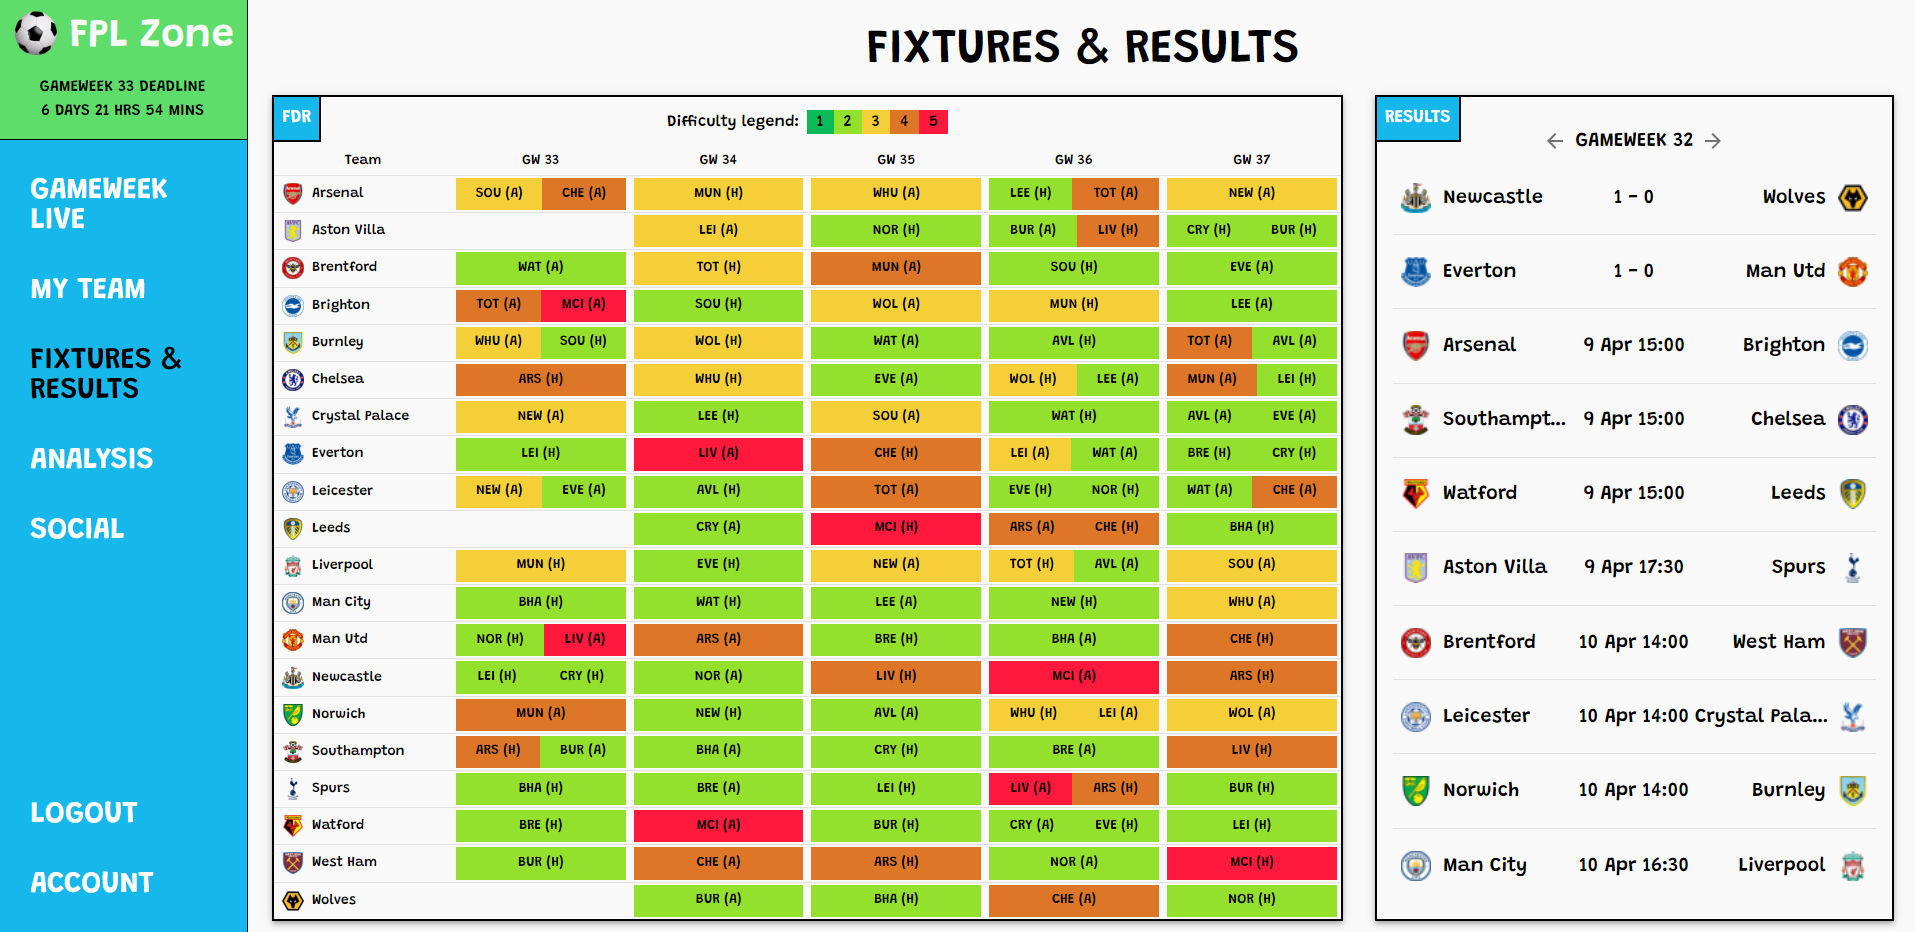 FPL Zone
GAMEWEEK 33 DEADLINE
6 DAYS 21 HRS 54 MINS
GAMEWEEK
LIVE
MY TEAM
FIXTURES &
RESULTS
ANALYSIS
SOCIAL
LOGOUT
ACCOUNT
FIXTURES & RESULTS
FDR
Difficulty legend: 1 2 3 4 5
Team GW 33 GW 34 GW 35 GW 36 GW 37
Arsenal SOU (A) CHE (A) MUN (H) WHU (A) LEE (H) TOT (A) NEW (A)
Aston Villa LEI (A) NOR (H) BUR (A) LIV (H) CRY (H) BUR (H)
Brentford WAT (A) TOT (H) MUN (A) SOU (H) EVE (A)
Brighton TOT (A) MCI (A) SOU (H) WOL (A) MUN (H) LEE (A)
Burnley WHU (A) SOU (H) WOL (H) WAT (A) AVL (H) TOT (A) AVL (A)
Chelsea ARS (H) WHU (H) EVE (A) WOL (H) LEE (A) MUN (A) LEI (H)
Crystal Palace NEW (A) LEE (H) SOU (A) WAT (H) AVL (A) EVE (A)
Everton LEI (H) LIV (A) CHE (H) LEI (A) WAT (A) BRE (H) CRY (H)
Leicester NEW (A) EVE (A) AVL (H) TOT (A) EVE (H) NOR (H) WAT (A) CHE (A)
Leeds CRY (A) MCI (H) ARS (A) CHE (H) BHA (H)
Liverpool MUN (H) EVE (H) NEW (A) TOT (H) AVL (A) SOU (A)
Man City BHA (H) WAT (H) LEE (A) NEW (H) WHU (A)
Man Utd NOR (H) LIV (A) ARS (A) BRE (H) BHA (A) CHE (H)
Newcastle LEI (H) CRY (H) NOR (A) LIV (H) MCI (A) ARS (H)
Norwich MUN (A) NEW (H) AVL (A) WHU (H) LEI (A) WOL (A)
Southampton ARS (H) BUR (A) BHA (A) CRY (H) BRE (A) LIV (H)
Spurs BHA (H) BRE (A) LEI (H) LIV (A) ARS (H) BUR (H)
Watford BRE (H) MCI (A) BUR (H) CRY (A) EVE (H) LEI (H)
West Ham BUR (H) CHE (A) ARS (H) NOR (A) MCI (H)
Wolves BUR (A) BHA (H) CHE (A) NOR (H)
RESULTS
← GAMEWEEK 32 →
Newcastle 1 - 0 Wolves
Everton 1 - 0 Man Utd
Arsenal 9 Apr 15:00 Brighton
Southampt... 9 Apr 15:00 Chelsea
Watford 9 Apr 15:00 Leeds
Aston Villa 9 Apr 17:30 Spurs
Brentford 10 Apr 14:00 West Ham
Leicester 10 Apr 14:00 Crystal Pala...
Norwich 10 Apr 14:00 Burnley
Man City 10 Apr 16:30 Liverpool